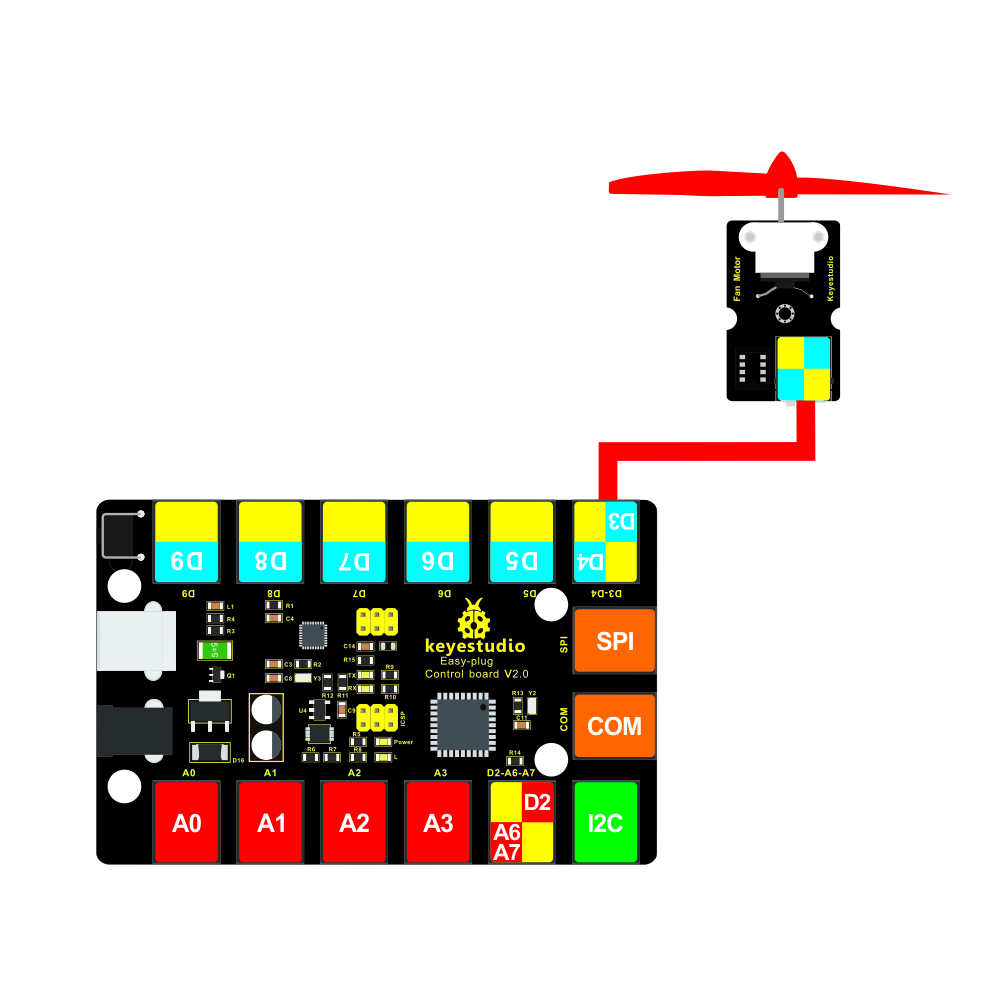 Fan Motor
Keyestudio
D9
D8
D7
D6
D5
D4
D3
D9
D8
D7
D6
D5
D3-D4
L1
R4
R3
5=5
Q1
R1
C4
C3
R2
C8
Y3
C14
R15
TX
RX
R9
R10
R12
R11
U4
C9
ICSP
R5
R6
R7
R8
Power
L
D16
keyestudio
Easy-plug
Control board V2.0
R13
Y2
C11
R14
SPI
SPI
COM
COM
A0
A1
A2
A3
D2-A6-A7
A0
A1
A2
A3
D2
A6
A7
I2C